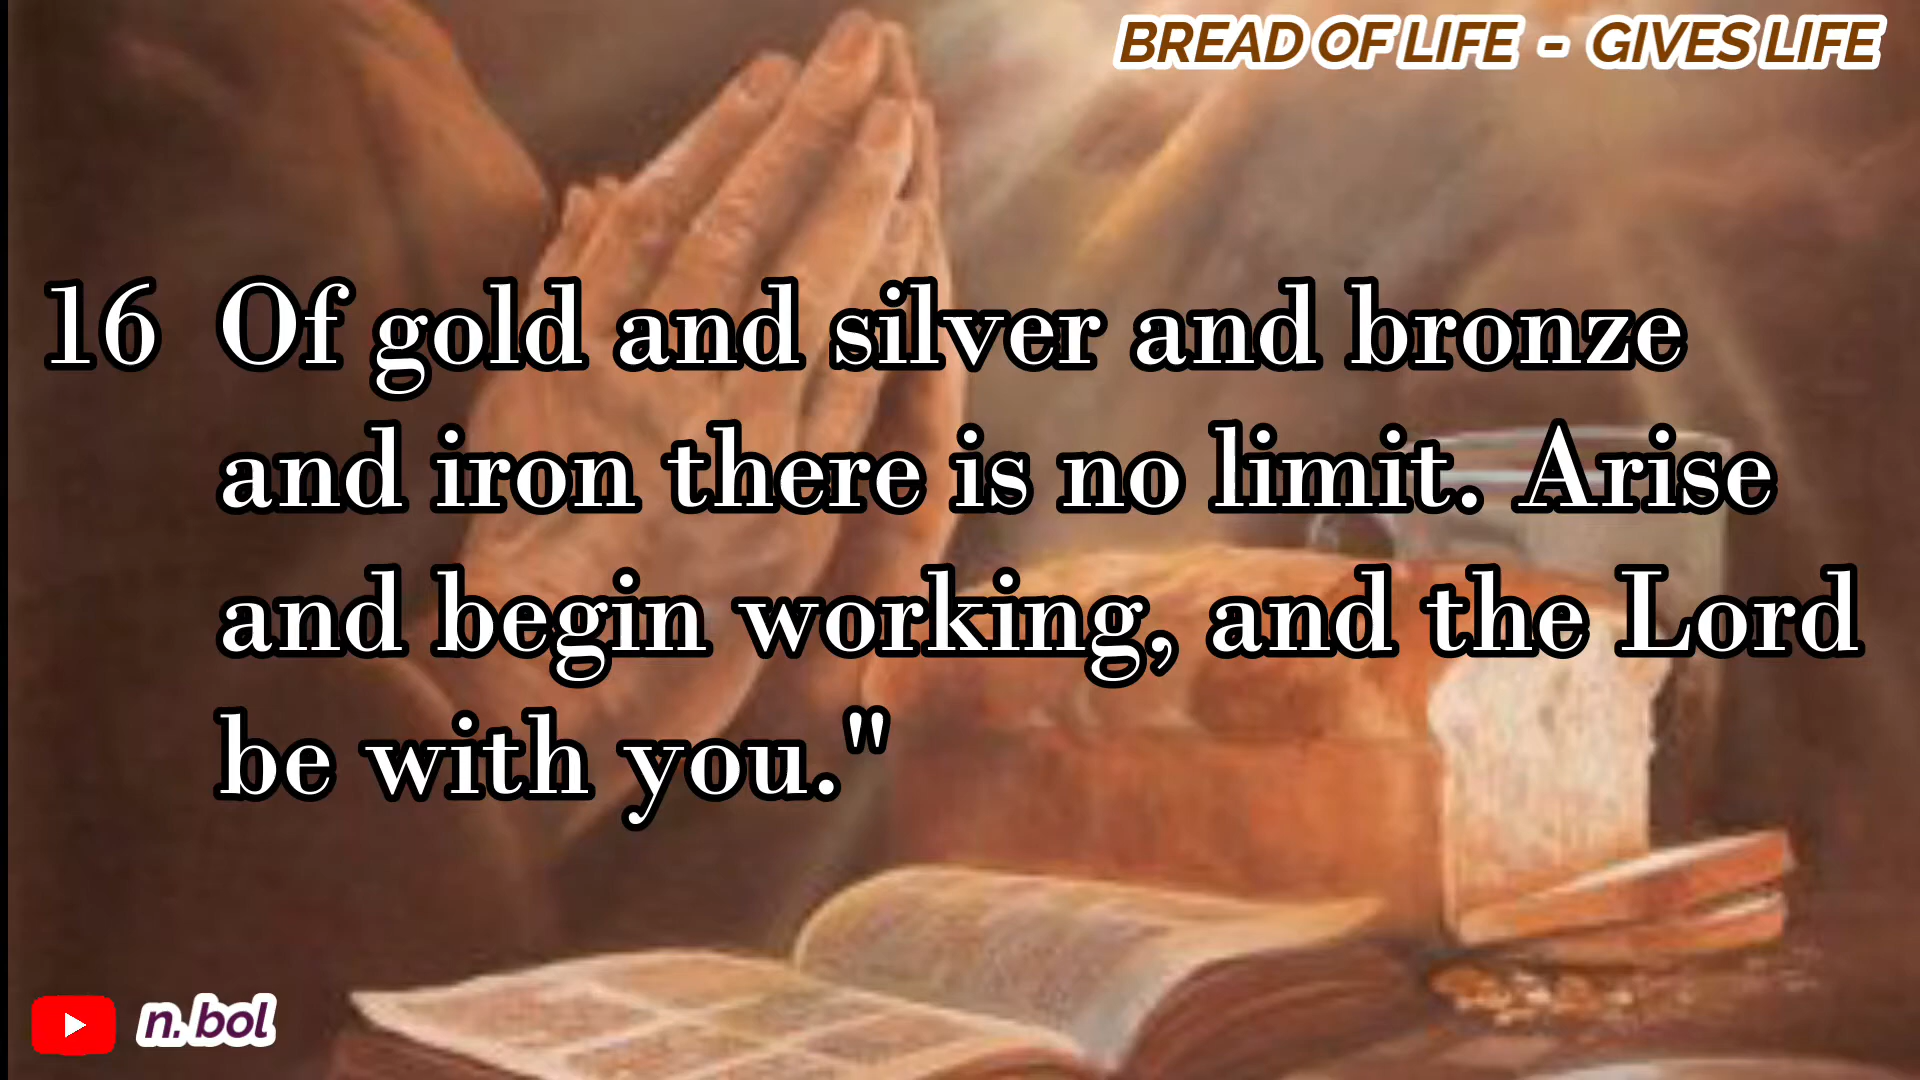 BREAD OF LIFE - GIVES LIFE
16 Of gold and silver and bronze
and iron there is no limit. Arise
and begin working, and the Lord
be with you."
n. bol